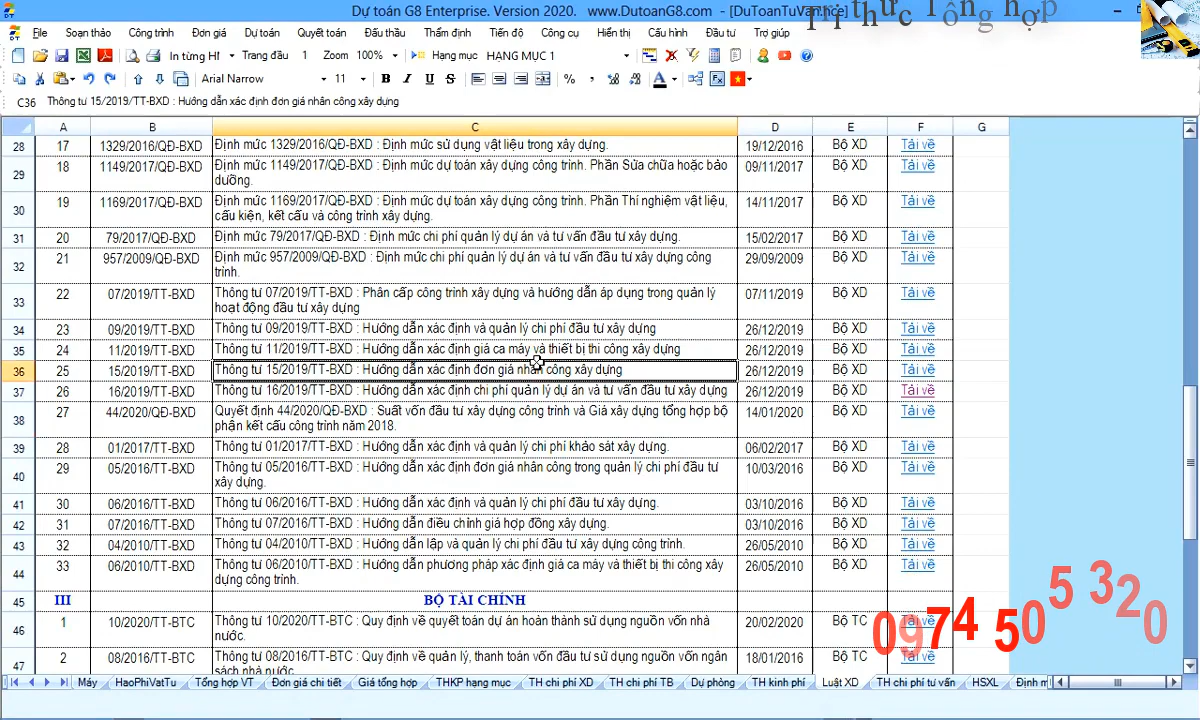 Dự toán G8 Enterprise. Version 2020. www.DutoanG8.com - [DuToanTuVan.hce]
Tri thức Tổng hợp
File Soạn thảo Công trình Đơn giá Dự toán Quyết toán Đấu thầu Thẩm định Tiến độ Công cụ Hiển thị Cấu hình Đầu tư Trợ giúp
In từng Hf Trang đầu 1 Zoom 100% Hạng mục HẠNG MỤC 1
Arial Narrow 11 B I U S % A Fx
C36 Thông tư 15/2019/TT-BXD : Hướng dẫn xác định đơn giá nhân công xây dựng
A B C D E F G
28 17 1329/2016/QĐ-BXD Định mức 1329/2016/QĐ-BXD : Định mức sử dụng vật liệu trong xây dựng. 19/12/2016 Bộ XD Tải về
29 18 1149/2017/QĐ-BXD Định mức 1149/2017/QĐ-BXD : Định mức dự toán xây dựng công trình. Phần Sửa chữa hoặc bảo 09/11/2017 Bộ XD Tải về
dưỡng.
30 19 1169/2017/QĐ-BXD Định mức 1169/2017/QĐ-BXD : Định mức dự toán xây dựng công trình. Phần Thí nghiệm vật liệu, 14/11/2017 Bộ XD Tải về
cấu kiện, kết cấu và công trình xây dựng.
31 20 79/2017/QĐ-BXD Định mức 79/2017/QĐ-BXD : Định mức chi phí quản lý dự án và tư vấn đầu tư xây dựng. 15/02/2017 Bộ XD Tải về
32 21 957/2009/QĐ-BXD Định mức 957/2009/QĐ-BXD : Định mức chi phí quản lý dự án và tư vấn đầu tư xây dựng công 29/09/2009 Bộ XD Tải về
trình.
33 22 07/2019/TT-BXD Thông tư 07/2019/TT-BXD : Phân cấp công trình xây dựng và hướng dẫn áp dụng trong quản lý 07/11/2019 Bộ XD Tải về
hoạt động đầu tư xây dựng
34 23 09/2019/TT-BXD Thông tư 09/2019/TT-BXD : Hướng dẫn xác định và quản lý chi phí đầu tư xây dựng 26/12/2019 Bộ XD Tải về
35 24 11/2019/TT-BXD Thông tư 11/2019/TT-BXD : Hướng dẫn xác định giá ca máy và thiết bị thi công xây dựng 26/12/2019 Bộ XD Tải về
36 25 15/2019/TT-BXD Thông tư 15/2019/TT-BXD : Hướng dẫn xác định đơn giá nhân công xây dựng 26/12/2019 Bộ XD Tải về
37 26 16/2019/TT-BXD Thông tư 16/2019/TT-BXD : Hướng dẫn xác định chi phí quản lý dự án và tư vấn đầu tư xây dựng 26/12/2019 Bộ XD Tải về
38 27 44/2020/QĐ-BXD Quyết định 44/2020/QĐ-BXD : Suất vốn đầu tư xây dựng công trình và Giá xây dựng tổng hợp bộ 14/01/2020 Bộ XD Tải về
phận kết cấu công trình năm 2018.
39 28 01/2017/TT-BXD Thông tư 01/2017/TT-BXD : Hướng dẫn xác định và quản lý chi phí khảo sát xây dựng. 06/02/2017 Bộ XD Tải về
40 29 05/2016/TT-BXD Thông tư 05/2016/TT-BXD : Hướng dẫn xác định đơn giá nhân công trong quản lý chi phí đầu tư 10/03/2016 Bộ XD Tải về
xây dựng.
41 30 06/2016/TT-BXD Thông tư 06/2016/TT-BXD : Hướng dẫn xác định và quản lý chi phí đầu tư xây dựng. 03/10/2016 Bộ XD Tải về
42 31 07/2016/TT-BXD Thông tư 07/2016/TT-BXD : Hướng dẫn điều chỉnh giá hợp đồng xây dựng. 03/10/2016 Bộ XD Tải về
43 32 04/2010/TT-BXD Thông tư 04/2010/TT-BXD : Hướng dẫn lập và quản lý chi phí đầu tư xây dựng công trình. 26/05/2010 Bộ XD Tải về
44 33 06/2010/TT-BXD Thông tư 06/2010/TT-BXD : Hướng dẫn phương pháp xác định giá ca máy và thiết bị thi công xây 26/05/2010 Bộ XD Tải về
dựng công trình.
45 III BỘ TÀI CHÍNH
46 1 10/2020/TT-BTC Thông tư 10/2020/TT-BTC : Quy định về quyết toán dự án hoàn thành sử dụng nguồn vốn nhà 20/02/2020 Bộ TC Tải về
nước.
47 2 08/2016/TT-BTC Thông tư 08/2016/TT-BTC : Quy định về quản lý, thanh toán vốn đầu tư sử dụng nguồn vốn ngân 18/01/2016 Bộ TC Tải về
sách nhà nước.
0974 505 320
Máy HaoPhiVatTu Tổng hợp VT Đơn giá chi tiết Giá tổng hợp THKP hạng mục TH chi phí XD TH chi phí TB Dự phòng TH kinh phí Luật XD TH chi phí tư vấn HSXL Định m